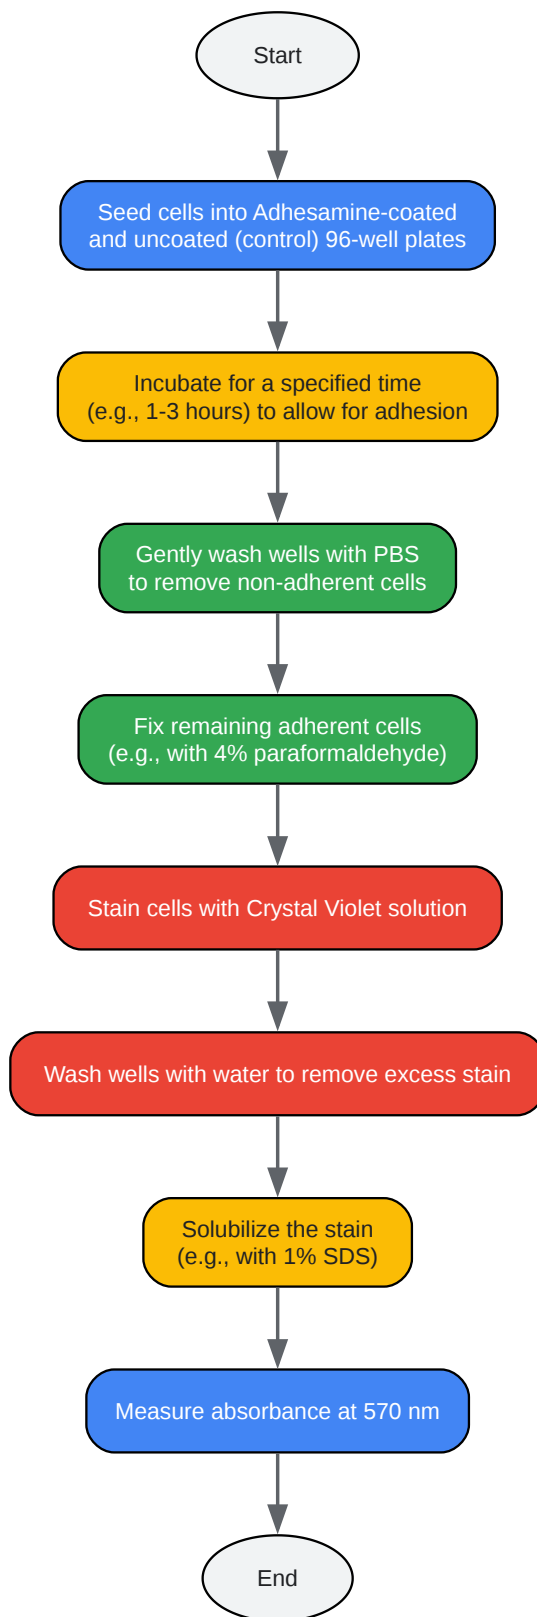 Start
Seed cells into Adhesamine-coated
and uncoated (control) 96-well plates
Incubate for a specified time
(e.g., 1-3 hours) to allow for adhesion
Gently wash wells with PBS
to remove non-adherent cells
Fix remaining adherent cells
(e.g., with 4% paraformaldehyde)
Stain cells with Crystal Violet solution
Wash wells with water to remove excess stain
Solubilize the stain
(e.g., with 1% SDS)
Measure absorbance at 570 nm
End